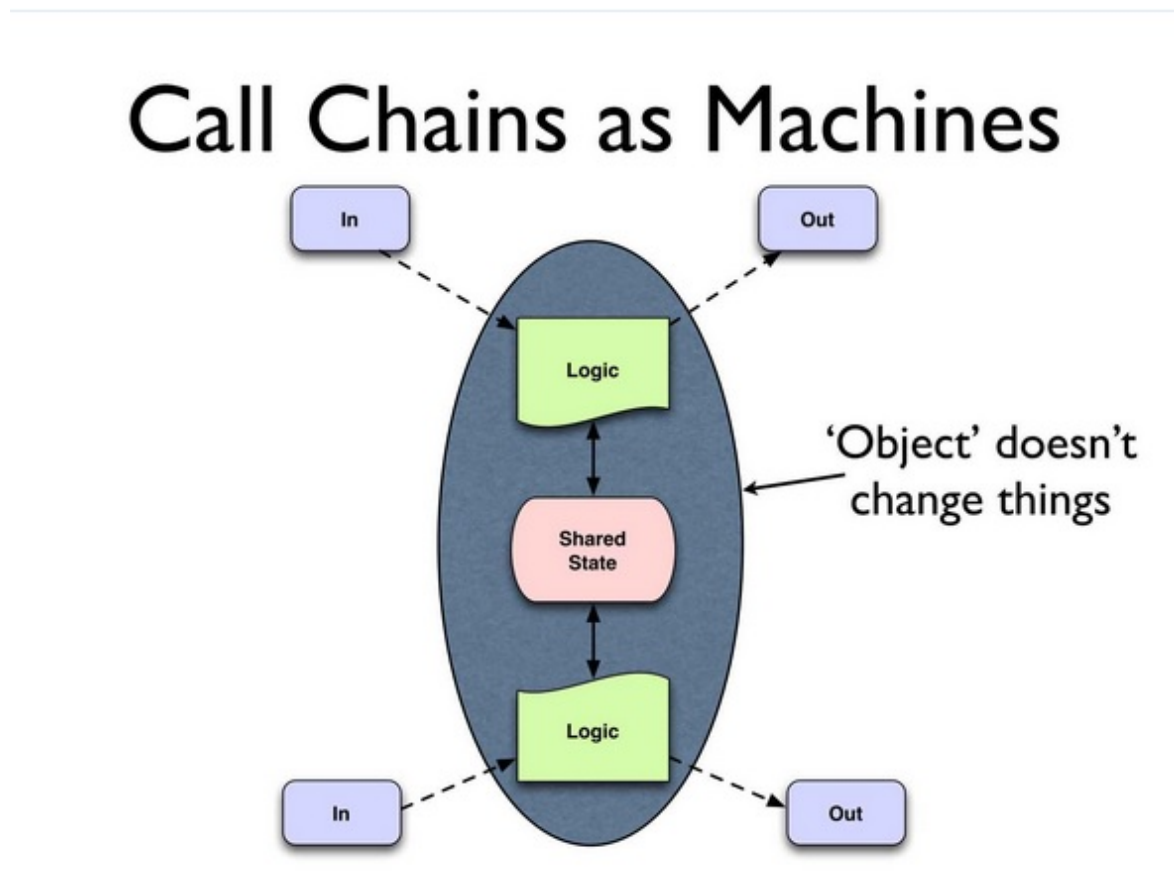 Call Chains as Machines
In
Out
Logic
‘Object’ doesn’t
change things
Shared
State
Logic
In
Out